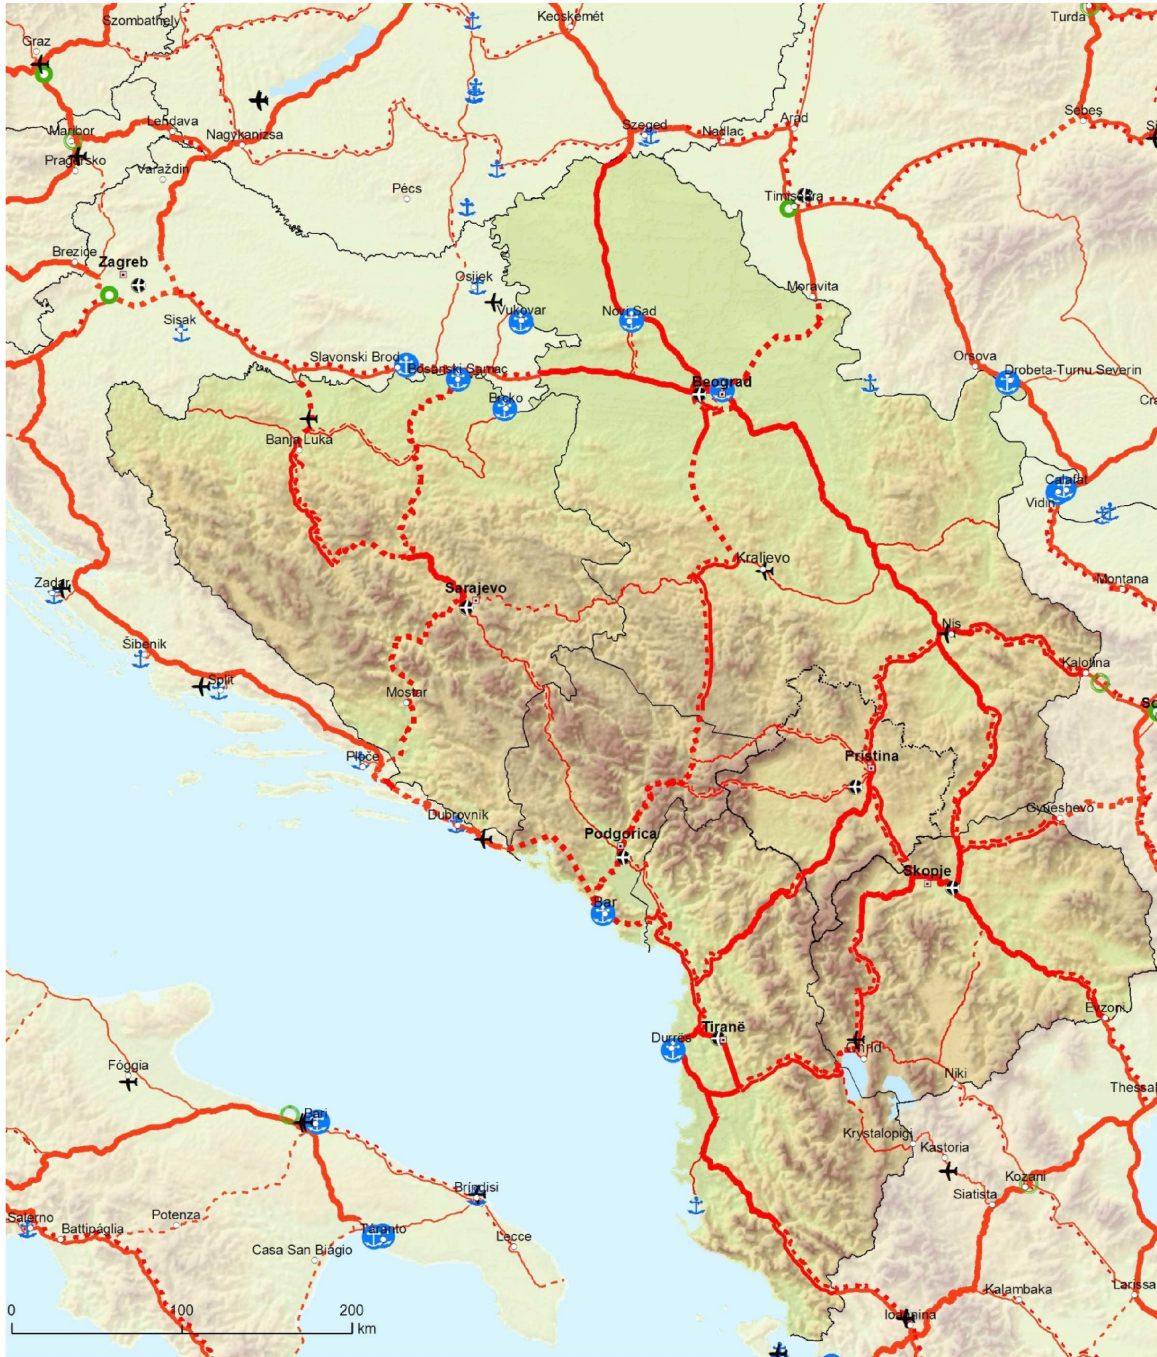 Kecskemét
Turda
Szombathely
Graz
Sebeş
Maribor
Lendava
Nagykanizsa
Szeged
Nadlac
Arad
Pragersko
Varaždin
Pécs
Timişoara
Brezice
Zagreb
Osijek
Moravita
Sisak
Vukovar
Novi Sad
Slavonski Brod
Bosanski Samac
Orsova
Drobeta-Turnu Severin
Beograd
Brcko
Banja Luka
Calafat
Vidin
Kraljevo
Montana
Zadar
Sarajevo
Nis
Šibenik
Kalotina
Split
Mostar
Ploče
Pristina
Gyueshevo
Dubrovnik
Podgorica
Skopje
Bar
Evzoni
Tiranë
Durrës
Fóggia
Niki
Bari
Krystalopigi
Kastoria
Kozani
Brindisi
Siatista
Salerno
Potenza
Battipáglia
Táranto
Lecce
Casa San Biágio
Kalambaka
Larissa
Ioannina
0 100 200
km